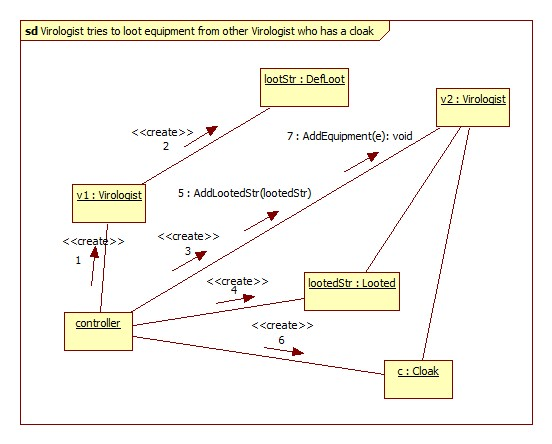 sd Virologist tries to loot equipment from other Virologist who has a cloak
lootStr : DefLoot
v2 : Virologist
<<create>>
2
7 : AddEquipment(e): void
v1 : Virologist
5 : AddLootedStr(lootedStr)
<<create>>
1
<<create>>
3
<<create>>
4
lootedStr : Looted
controller
<<create>>
6
c : Cloak